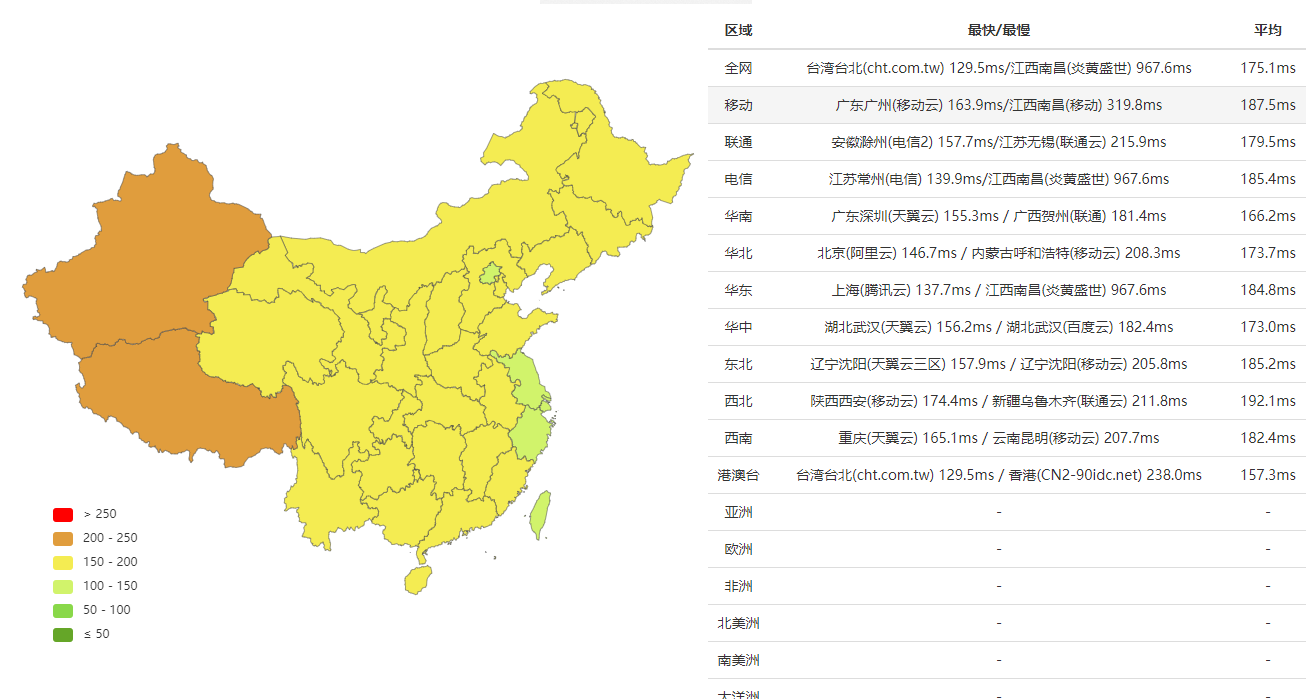 区域 最快/最慢 平均
全网 台湾台北(cht.com.tw) 129.5ms/江西南昌(炎黄盛世) 967.6ms 175.1ms
移动 广东广州(移动云) 163.9ms/江西南昌(移动) 319.8ms 187.5ms
联通 安徽滁州(电信2) 157.7ms/江苏无锡(联通云) 215.9ms 179.5ms
电信 江苏常州(电信) 139.9ms/江西南昌(炎黄盛世) 967.6ms 185.4ms
华南 广东深圳(天翼云) 155.3ms / 广西贺州(联通) 181.4ms 166.2ms
华北 北京(阿里云) 146.7ms / 内蒙古呼和浩特(移动云) 208.3ms 173.7ms
华东 上海(腾讯云) 137.7ms / 江西南昌(炎黄盛世) 967.6ms 184.8ms
华中 湖北武汉(天翼云) 156.2ms / 湖北武汉(百度云) 182.4ms 173.0ms
东北 辽宁沈阳(天翼云三区) 157.9ms / 辽宁沈阳(移动云) 205.8ms 185.2ms
西北 陕西西安(移动云) 174.4ms / 新疆乌鲁木齐(联通云) 211.8ms 192.1ms
西南 重庆(天翼云) 165.1ms / 云南昆明(移动云) 207.7ms 182.4ms
港澳台 台湾台北(cht.com.tw) 129.5ms / 香港(CN2-90idc.net) 238.0ms 157.3ms
亚洲 - -
欧洲 - -
非洲 - -
北美洲 - -
南美洲 - -
大洋洲 - -
> 250
200 - 250
150 - 200
100 - 150
50 - 100
≤ 50